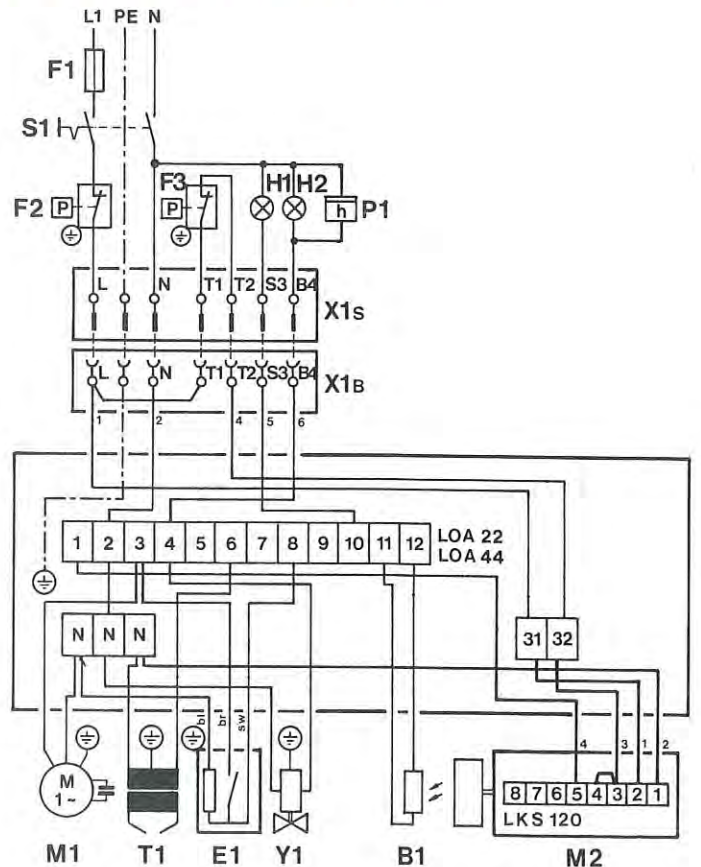 L1 PE N
F1
S1
F2 P
F3 P
H1 H2
h P1
L N T1 T2 S3 B4
X1S
L N T1 T2 S3 B4
X1B
1 2 4 5 6
1 2 3 4 5 6 7 8 9 10 11 12
LOA 22
LOA 44
N N N
31 32
bl br sw
4 3 1 2
M
1~
8 7 6 5 4 3 2 1
LKS 120
M1 T1 E1 Y1 B1 M2